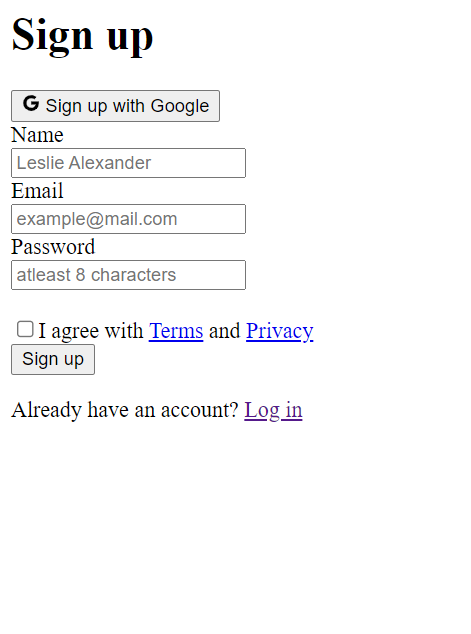 Sign up
Sign up with Google
Name
Leslie Alexander
Email
example@mail.com
Password
atleast 8 characters
I agree with Terms and Privacy
Sign up
Already have an account? Log in